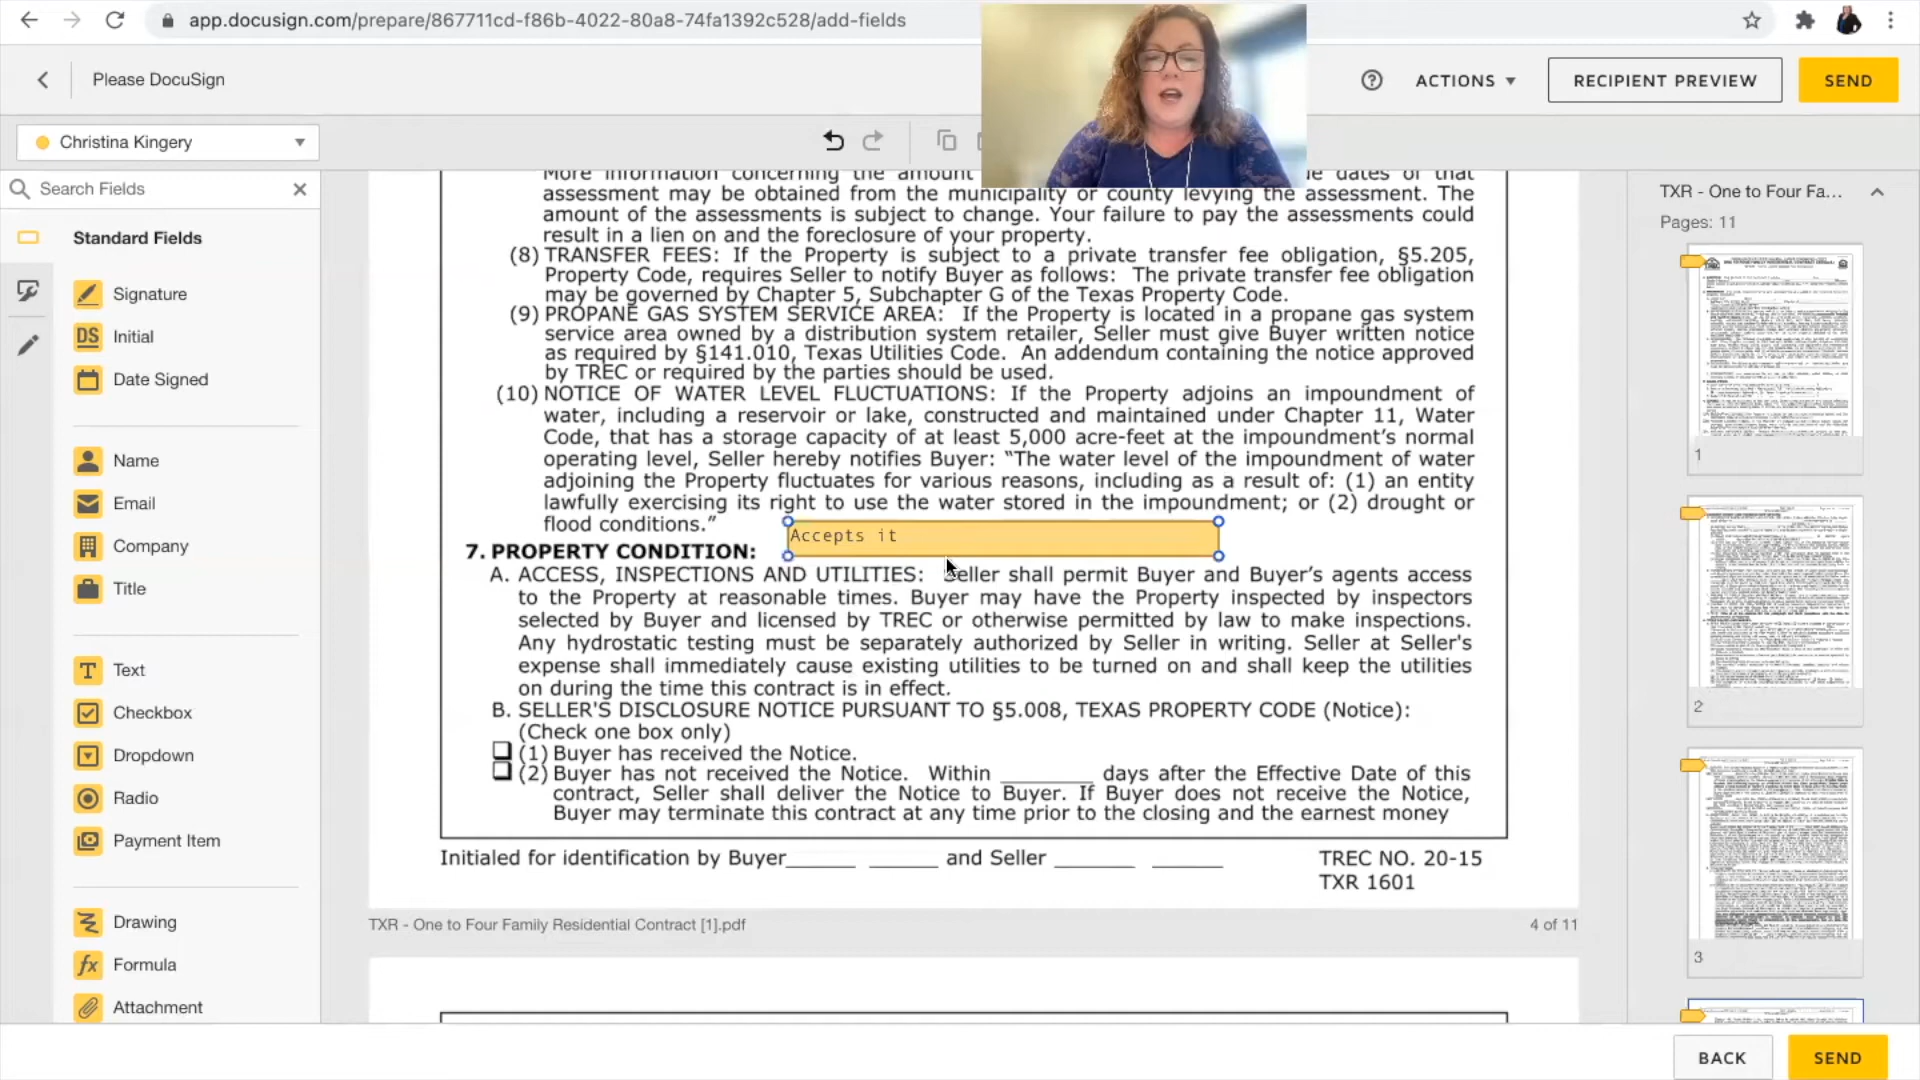 app.docusign.com/prepare/867711cd-f86b-4022-80a8-74fa1392c528/add-fields
Please DocuSign
ACTIONS
RECIPIENT PREVIEW
SEND
Christina Kingery
Search Fields
Standard Fields
Signature
DS
Initial
Date Signed
Name
Email
Company
Title
T
Text
Checkbox
Dropdown
Radio
Payment Item
Drawing
fx
Formula
Attachment
More information concerning the amount
e dates of that
assessment may be obtained from the municipality or county levying the assessment. The
amount of the assessments is subject to change. Your failure to pay the assessments could
result in a lien on and the foreclosure of your property.
(8) TRANSFER FEES: If the Property is subject to a private transfer fee obligation, §5.205,
Property Code, requires Seller to notify Buyer as follows: The private transfer fee obligation
may be governed by Chapter 5, Subchapter G of the Texas Property Code.
(9) PROPANE GAS SYSTEM SERVICE AREA: If the Property is located in a propane gas system
service area owned by a distribution system retailer, Seller must give Buyer written notice
as required by §141.010, Texas Utilities Code. An addendum containing the notice approved
by TREC or required by the parties should be used.
(10) NOTICE OF WATER LEVEL FLUCTUATIONS: If the Property adjoins an impoundment of
water, including a reservoir or lake, constructed and maintained under Chapter 11, Water
Code, that has a storage capacity of at least 5,000 acre-feet at the impoundment's normal
operating level, Seller hereby notifies Buyer: "The water level of the impoundment of water
adjoining the Property fluctuates for various reasons, including as a result of: (1) an entity
lawfully exercising its right to use the water stored in the impoundment; or (2) drought or
flood conditions."
Accepts it
7. PROPERTY CONDITION:
A. ACCESS, INSPECTIONS AND UTILITIES: Seller shall permit Buyer and Buyer's agents access
to the Property at reasonable times. Buyer may have the Property inspected by inspectors
selected by Buyer and licensed by TREC or otherwise permitted by law to make inspections.
Any hydrostatic testing must be separately authorized by Seller in writing. Seller at Seller's
expense shall immediately cause existing utilities to be turned on and shall keep the utilities
on during the time this contract is in effect.
B. SELLER'S DISCLOSURE NOTICE PURSUANT TO §5.008, TEXAS PROPERTY CODE (Notice):
(Check one box only)
(1) Buyer has received the Notice.
(2) Buyer has not received the Notice. Within ________ days after the Effective Date of this
contract, Seller shall deliver the Notice to Buyer. If Buyer does not receive the Notice,
Buyer may terminate this contract at any time prior to the closing and the earnest money
Initialed for identification by Buyer______ ______ and Seller ______ ______
TREC NO. 20-15
TXR 1601
TXR - One to Four Family Residential Contract [1].pdf
4 of 11
TXR - One to Four Fa...
Pages: 11
1
2
3
BACK
SEND